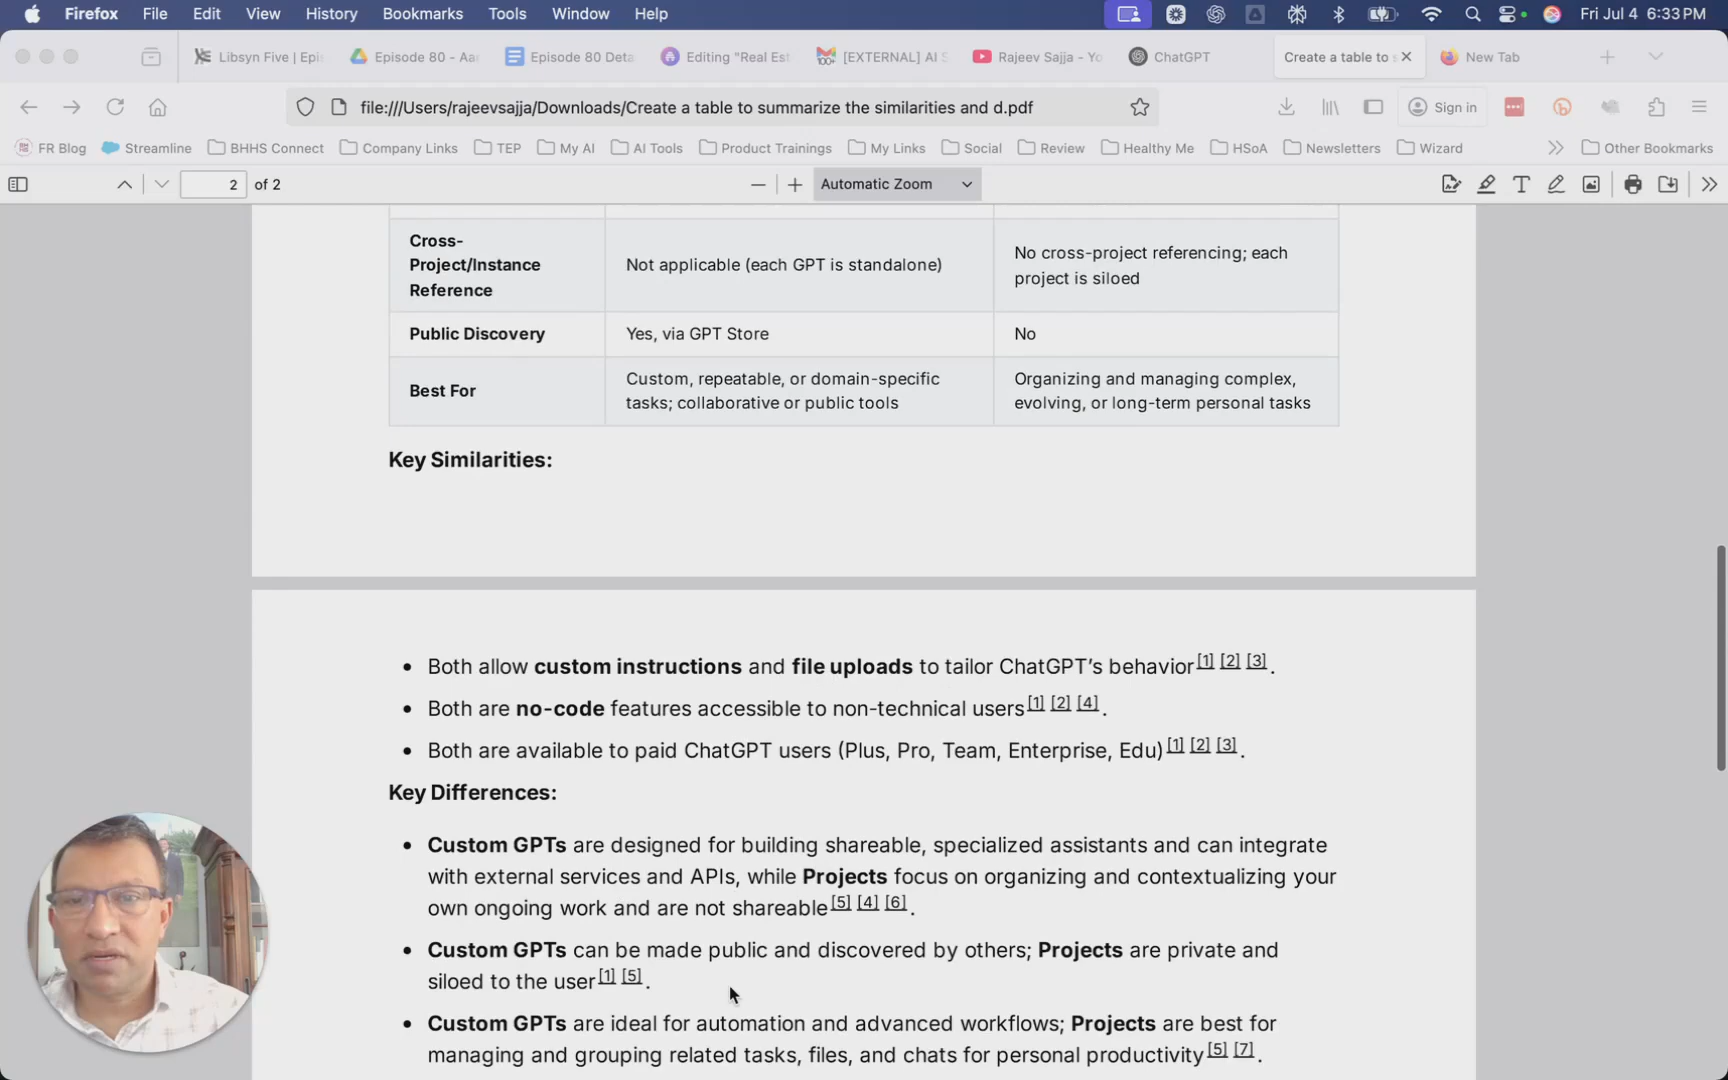 Firefox File Edit View History Bookmarks Tools Window Help Fri Jul 4 6:33 PM
Libsyn Five | Epi Episode 80 - Aa Episode 80 Deta Editing "Real Est [EXTERNAL] AI S Rajeev Sajja - Yo ChatGPT Create a table to s New Tab
file:///Users/rajeevsajja/Downloads/Create a table to summarize the similarities and d.pdf Sign in
FR Blog Streamline BHHS Connect Company Links TEP My AI AI Tools Product Trainings My Links Social Review Healthy Me HSoA Newsletters Wizard Other Bookmarks
2 of 2 Automatic Zoom
Cross-
Project/Instance
Reference
Not applicable (each GPT is standalone)
No cross-project referencing; each
project is siloed
Public Discovery Yes, via GPT Store No
Best For
Custom, repeatable, or domain-specific
tasks; collaborative or public tools
Organizing and managing complex,
evolving, or long-term personal tasks
Key Similarities:
• Both allow custom instructions and file uploads to tailor ChatGPT’s behavior[1] [2] [3].
• Both are no-code features accessible to non-technical users[1] [2] [4].
• Both are available to paid ChatGPT users (Plus, Pro, Team, Enterprise, Edu)[1] [2] [3].
Key Differences:
• Custom GPTs are designed for building shareable, specialized assistants and can integrate
with external services and APIs, while Projects focus on organizing and contextualizing your
own ongoing work and are not shareable[5] [4] [6].
• Custom GPTs can be made public and discovered by others; Projects are private and
siloed to the user[1] [5].
• Custom GPTs are ideal for automation and advanced workflows; Projects are best for
managing and grouping related tasks, files, and chats for personal productivity[5] [7].